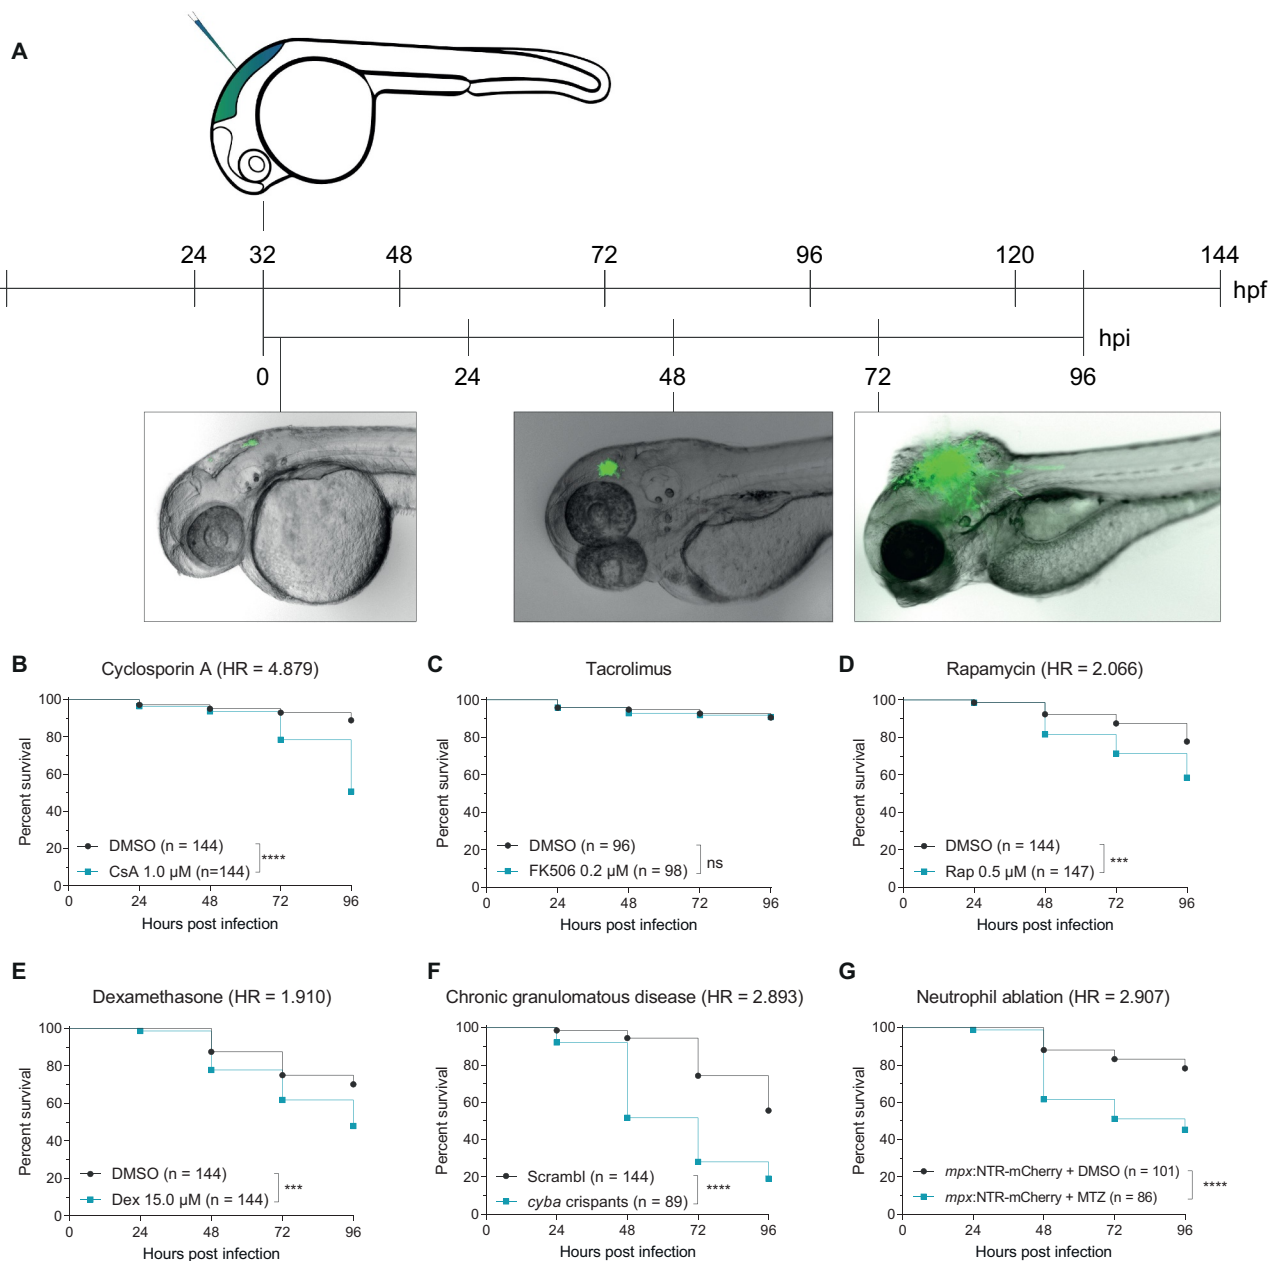 A
24 32 48 72 96 120 144
hpf
hpi
0 24 48 72 96
B
Cyclosporin A (HR = 4.879)
100
80
60
40
20
0
Percent survival
DMSO (n = 144)
CsA 1.0 µM (n=144)
****
0 24 48 72 96
Hours post infection
C
Tacrolimus
100
80
60
40
20
0
Percent survival
DMSO (n = 96)
FK506 0.2 µM (n = 98)
ns
0 24 48 72 96
Hours post infection
D
Rapamycin (HR = 2.066)
100
80
60
40
20
0
Percent survival
DMSO (n = 144)
Rap 0.5 µM (n = 147)
***
0 24 48 72 96
Hours post infection
E
Dexamethasone (HR = 1.910)
100
80
60
40
20
0
Percent survival
DMSO (n = 144)
Dex 15.0 µM (n = 144)
***
0 24 48 72 96
Hours post infection
F
Chronic granulomatous disease (HR = 2.893)
100
80
60
40
20
0
Percent survival
Scrambl (n = 144)
cyba crispants (n = 89)
****
0 24 48 72 96
Hours post infection
G
Neutrophil ablation (HR = 2.907)
100
80
60
40
20
0
Percent survival
mpx:NTR-mCherry + DMSO (n = 101)
mpx:NTR-mCherry + MTZ (n = 86)
****
0 24 48 72 96
Hours post infection